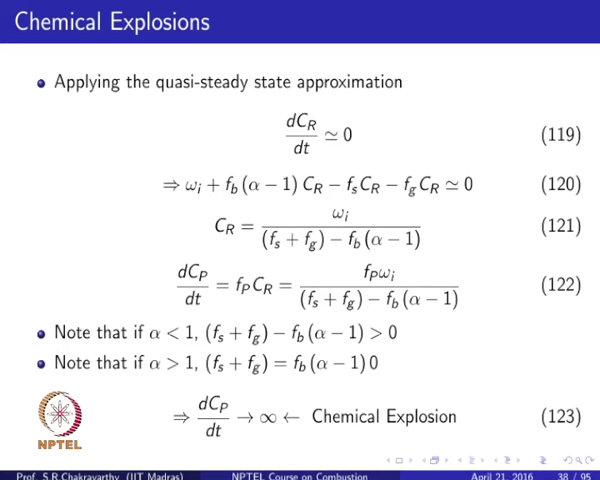 Chemical Explosions
Applying the quasi-steady state approximation
dC_R/dt ≃ 0 (119)
⇒ ω_i + f_b (α − 1) C_R − f_s C_R − f_g C_R ≃ 0 (120)
C_R = ω_i / ((f_s + f_g) − f_b (α − 1)) (121)
dC_P/dt = f_P C_R = f_P ω_i / ((f_s + f_g) − f_b (α − 1)) (122)
Note that if α < 1, (f_s + f_g) − f_b (α − 1) > 0
Note that if α > 1, (f_s + f_g) = f_b (α − 1) 0
⇒ dC_P/dt → ∞ ← Chemical Explosion (123)
NPTEL
Prof. S.R.Chakravarthy (IIT Madras) NPTEL Course on Combustion April 21, 2016 38 / 95